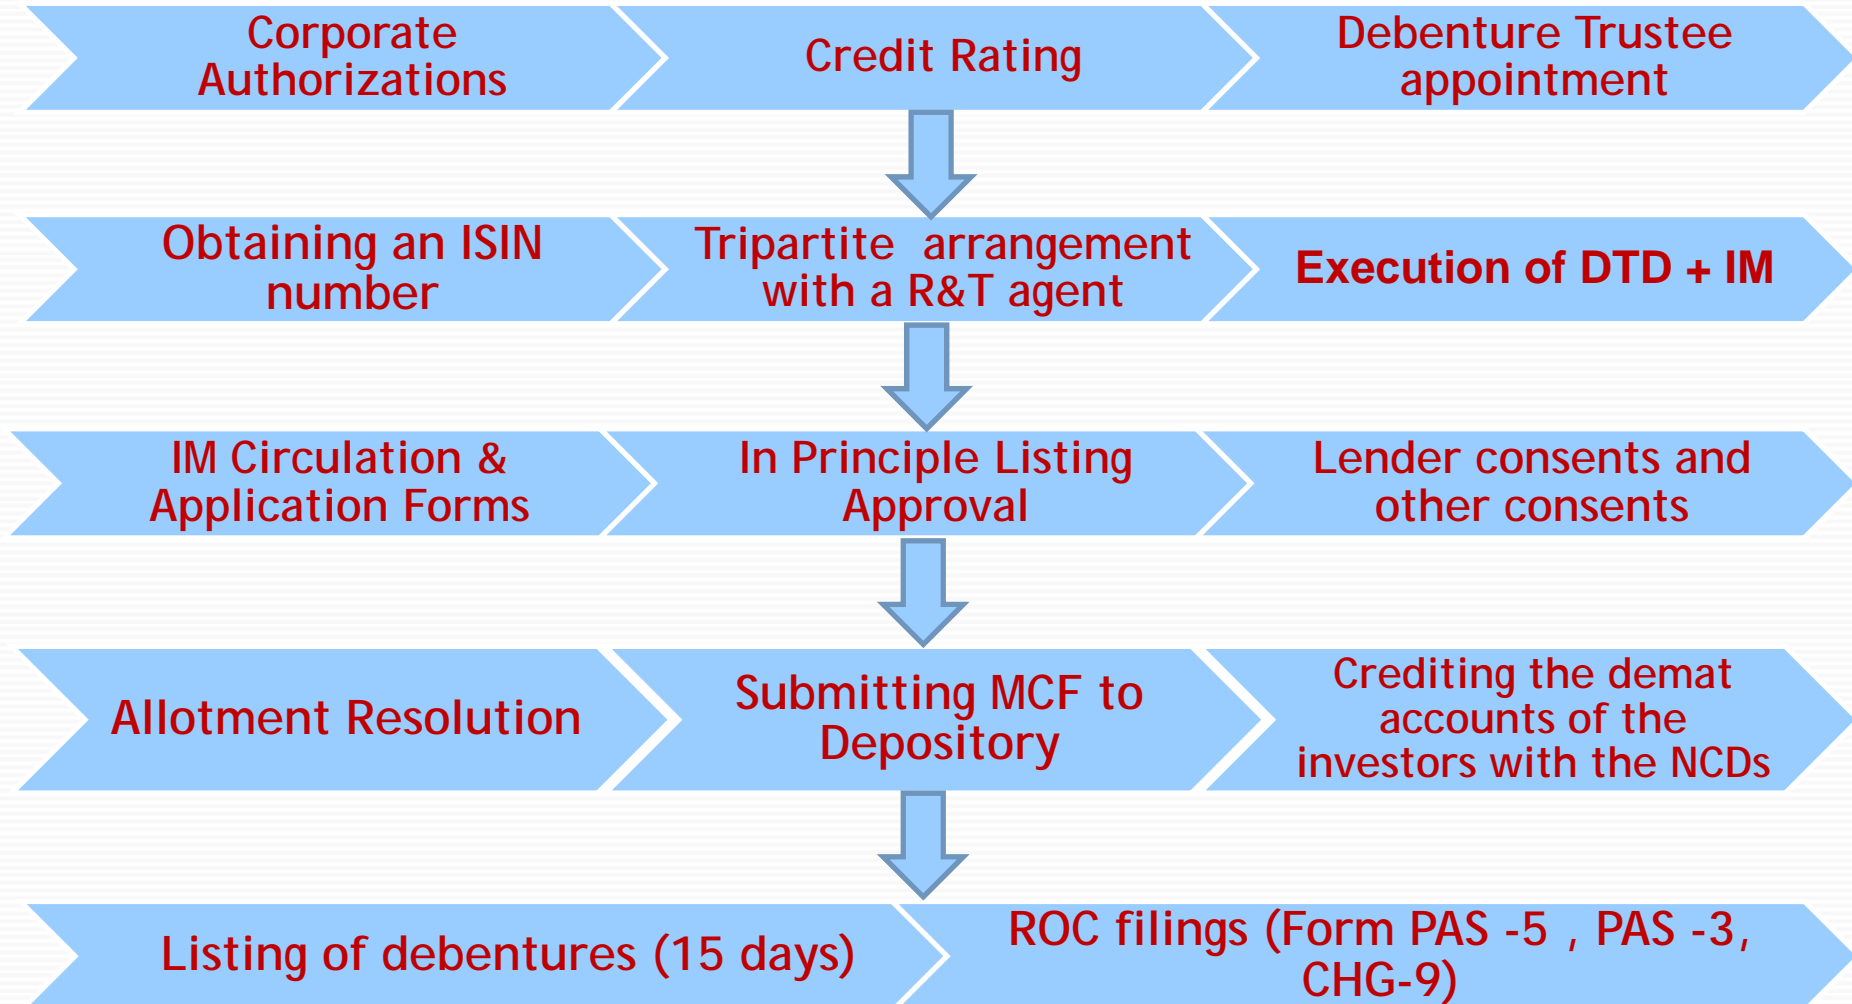 Corporate
Authorizations
Credit Rating
Debenture Trustee
appointment
Obtaining an ISIN
number
Tripartite arrangement
with a R&T agent
Execution of DTD + IM
IM Circulation &
Application Forms
In Principle Listing
Approval
Lender consents and
other consents
Allotment Resolution
Submitting MCF to
Depository
Crediting the demat
accounts of the
investors with the NCDs
Listing of debentures (15 days)
ROC filings (Form PAS -5 , PAS -3,
CHG-9)